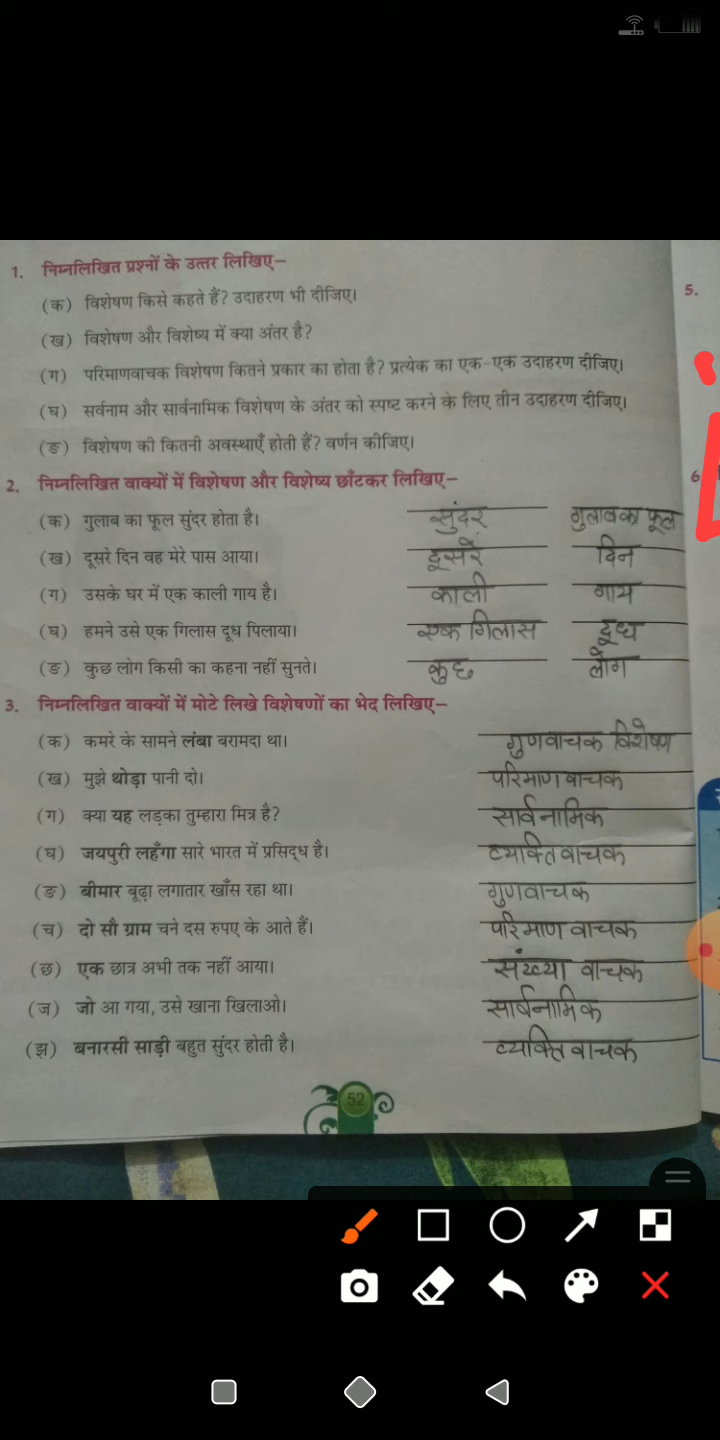 1. निम्नलिखित प्रश्नों के उत्तर लिखिए–
5.
(क) विशेषण किसे कहते हैं? उदाहरण भी दीजिए।
(ख) विशेषण और विशेष्य में क्या अंतर है?
(ग) परिमाणवाचक विशेषण कितने प्रकार का होता है? प्रत्येक का एक-एक उदाहरण दीजिए।
(घ) सर्वनाम और सार्वनामिक विशेषण के अंतर को स्पष्ट करने के लिए तीन उदाहरण दीजिए।
(ङ) विशेषण की कितनी अवस्थाएँ होती हैं? वर्णन कीजिए।
2. निम्नलिखित वाक्यों में विशेषण और विशेष्य छाँटकर लिखिए–
6
(क) गुलाब का फूल सुंदर होता है। सुंदर गुलाब का फूल
(ख) दूसरे दिन वह मेरे पास आया। दूसरे दिन
(ग) उसके घर में एक काली गाय है। काली गाय
(घ) हमने उसे एक गिलास दूध पिलाया। एक गिलास दूध
(ङ) कुछ लोग किसी का कहना नहीं सुनते। कुछ लोग
3. निम्नलिखित वाक्यों में मोटे लिखे विशेषणों का भेद लिखिए–
(क) कमरे के सामने लंबा बरामदा था। गुणवाचक विशेषण
(ख) मुझे थोड़ा पानी दो। परिमाण वाचक
(ग) क्या यह लड़का तुम्हारा मित्र है? सार्वनामिक
(घ) जयपुरी लहँगा सारे भारत में प्रसिद्ध है। व्यक्ति वाचक
(ङ) बीमार बूढ़ा लगातार खाँस रहा था। गुणवाचक
(च) दो सौ ग्राम चने दस रुपए के आते हैं। परिमाण वाचक
(छ) एक छात्र अभी तक नहीं आया। संख्या वाचक
(ज) जो आ गया, उसे खाना खिलाओ। सार्वनामिक
(झ) बनारसी साड़ी बहुत सुंदर होती है। व्यक्ति वाचक
52